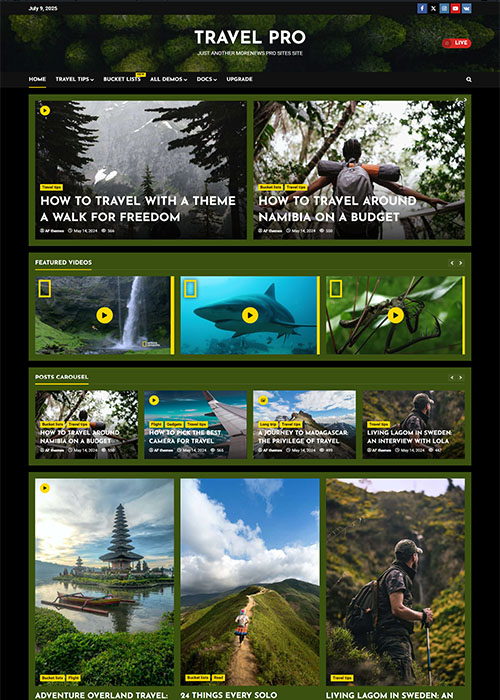 July 9, 2025
TRAVEL PRO
JUST ANOTHER MORENEWS PRO SITES SITE
LIVE
HOME TRAVEL TIPS BUCKET LISTS NEW ALL DEMOS DOCS UPGRADE
Travel tips
HOW TO TRAVEL WITH A THEME
A WALK FOR FREEDOM
AF themes May 14, 2024 566
Bucket lists Travel tips
HOW TO TRAVEL AROUND
NAMIBIA ON A BUDGET
AF themes May 14, 2024 550
FEATURED VIDEOS
POSTS CAROUSEL
Bucket lists Travel tips
HOW TO TRAVEL AROUND
NAMIBIA ON A BUDGET
AF themes May 14, 2024 550
Flight Gadgets Travel tips
HOW TO PICK THE BEST
CAMERA FOR TRAVEL
AF themes May 14, 2024 565
Long trip Travel tips
A JOURNEY TO MADAGASCAR:
THE PRIVILEGE OF TRAVEL
AF themes May 14, 2024 499
Travel tips
LIVING LAGOM IN SWEDEN:
AN INTERVIEW WITH LOLA
AF themes May 14, 2024 467
Bucket lists Flight
ADVENTURE OVERLAND TRAVEL:
Bucket lists Road
24 THINGS EVERY SOLO
Travel tips
LIVING LAGOM IN SWEDEN: AN